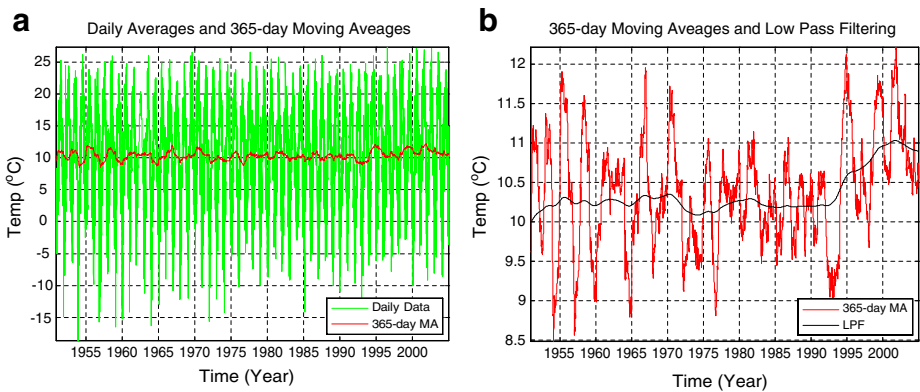 a
Daily Averages and 365-day Moving Aveages
25
20
15
10
5
0
-5
-10
-15
Temp (°C)
1955 1960 1965 1970 1975 1980 1985 1990 1995 2000
Time (Year)
Daily Data
365-day MA
b
365-day Moving Aveages and Low Pass Filtering
12
11.5
11
10.5
10
9.5
9
8.5
Temp (°C)
1955 1960 1965 1970 1975 1980 1985 1990 1995 2000
Time (Year)
365-day MA
LPF